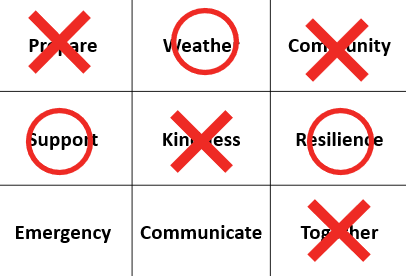 Prepare Weather Community
Support Kindness Resilience
Emergency Communicate Together